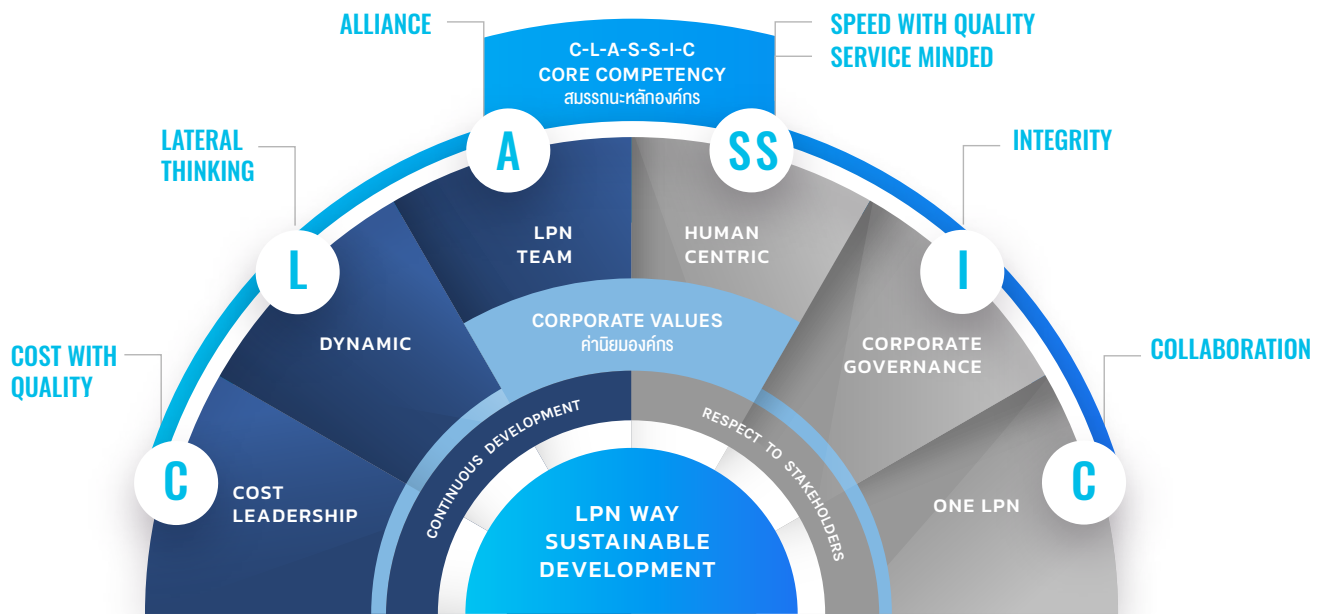 ALLIANCE
SPEED WITH QUALITY
SERVICE MINDED
C-L-A-S-S-I-C
CORE COMPETENCY
สมรรถนะหลักองค์กร
LATERAL
THINKING
INTEGRITY
A
SS
LPN
TEAM
HUMAN
CENTRIC
L
I
CORPORATE VALUES
ค่านิยมองค์กร
DYNAMIC
CORPORATE
GOVERNANCE
COST WITH
QUALITY
COLLABORATION
CONTINUOUS DEVELOPMENT
RESPECT TO STAKEHOLDERS
C
C
COST
LEADERSHIP
ONE LPN
LPN WAY
SUSTAINABLE
DEVELOPMENT